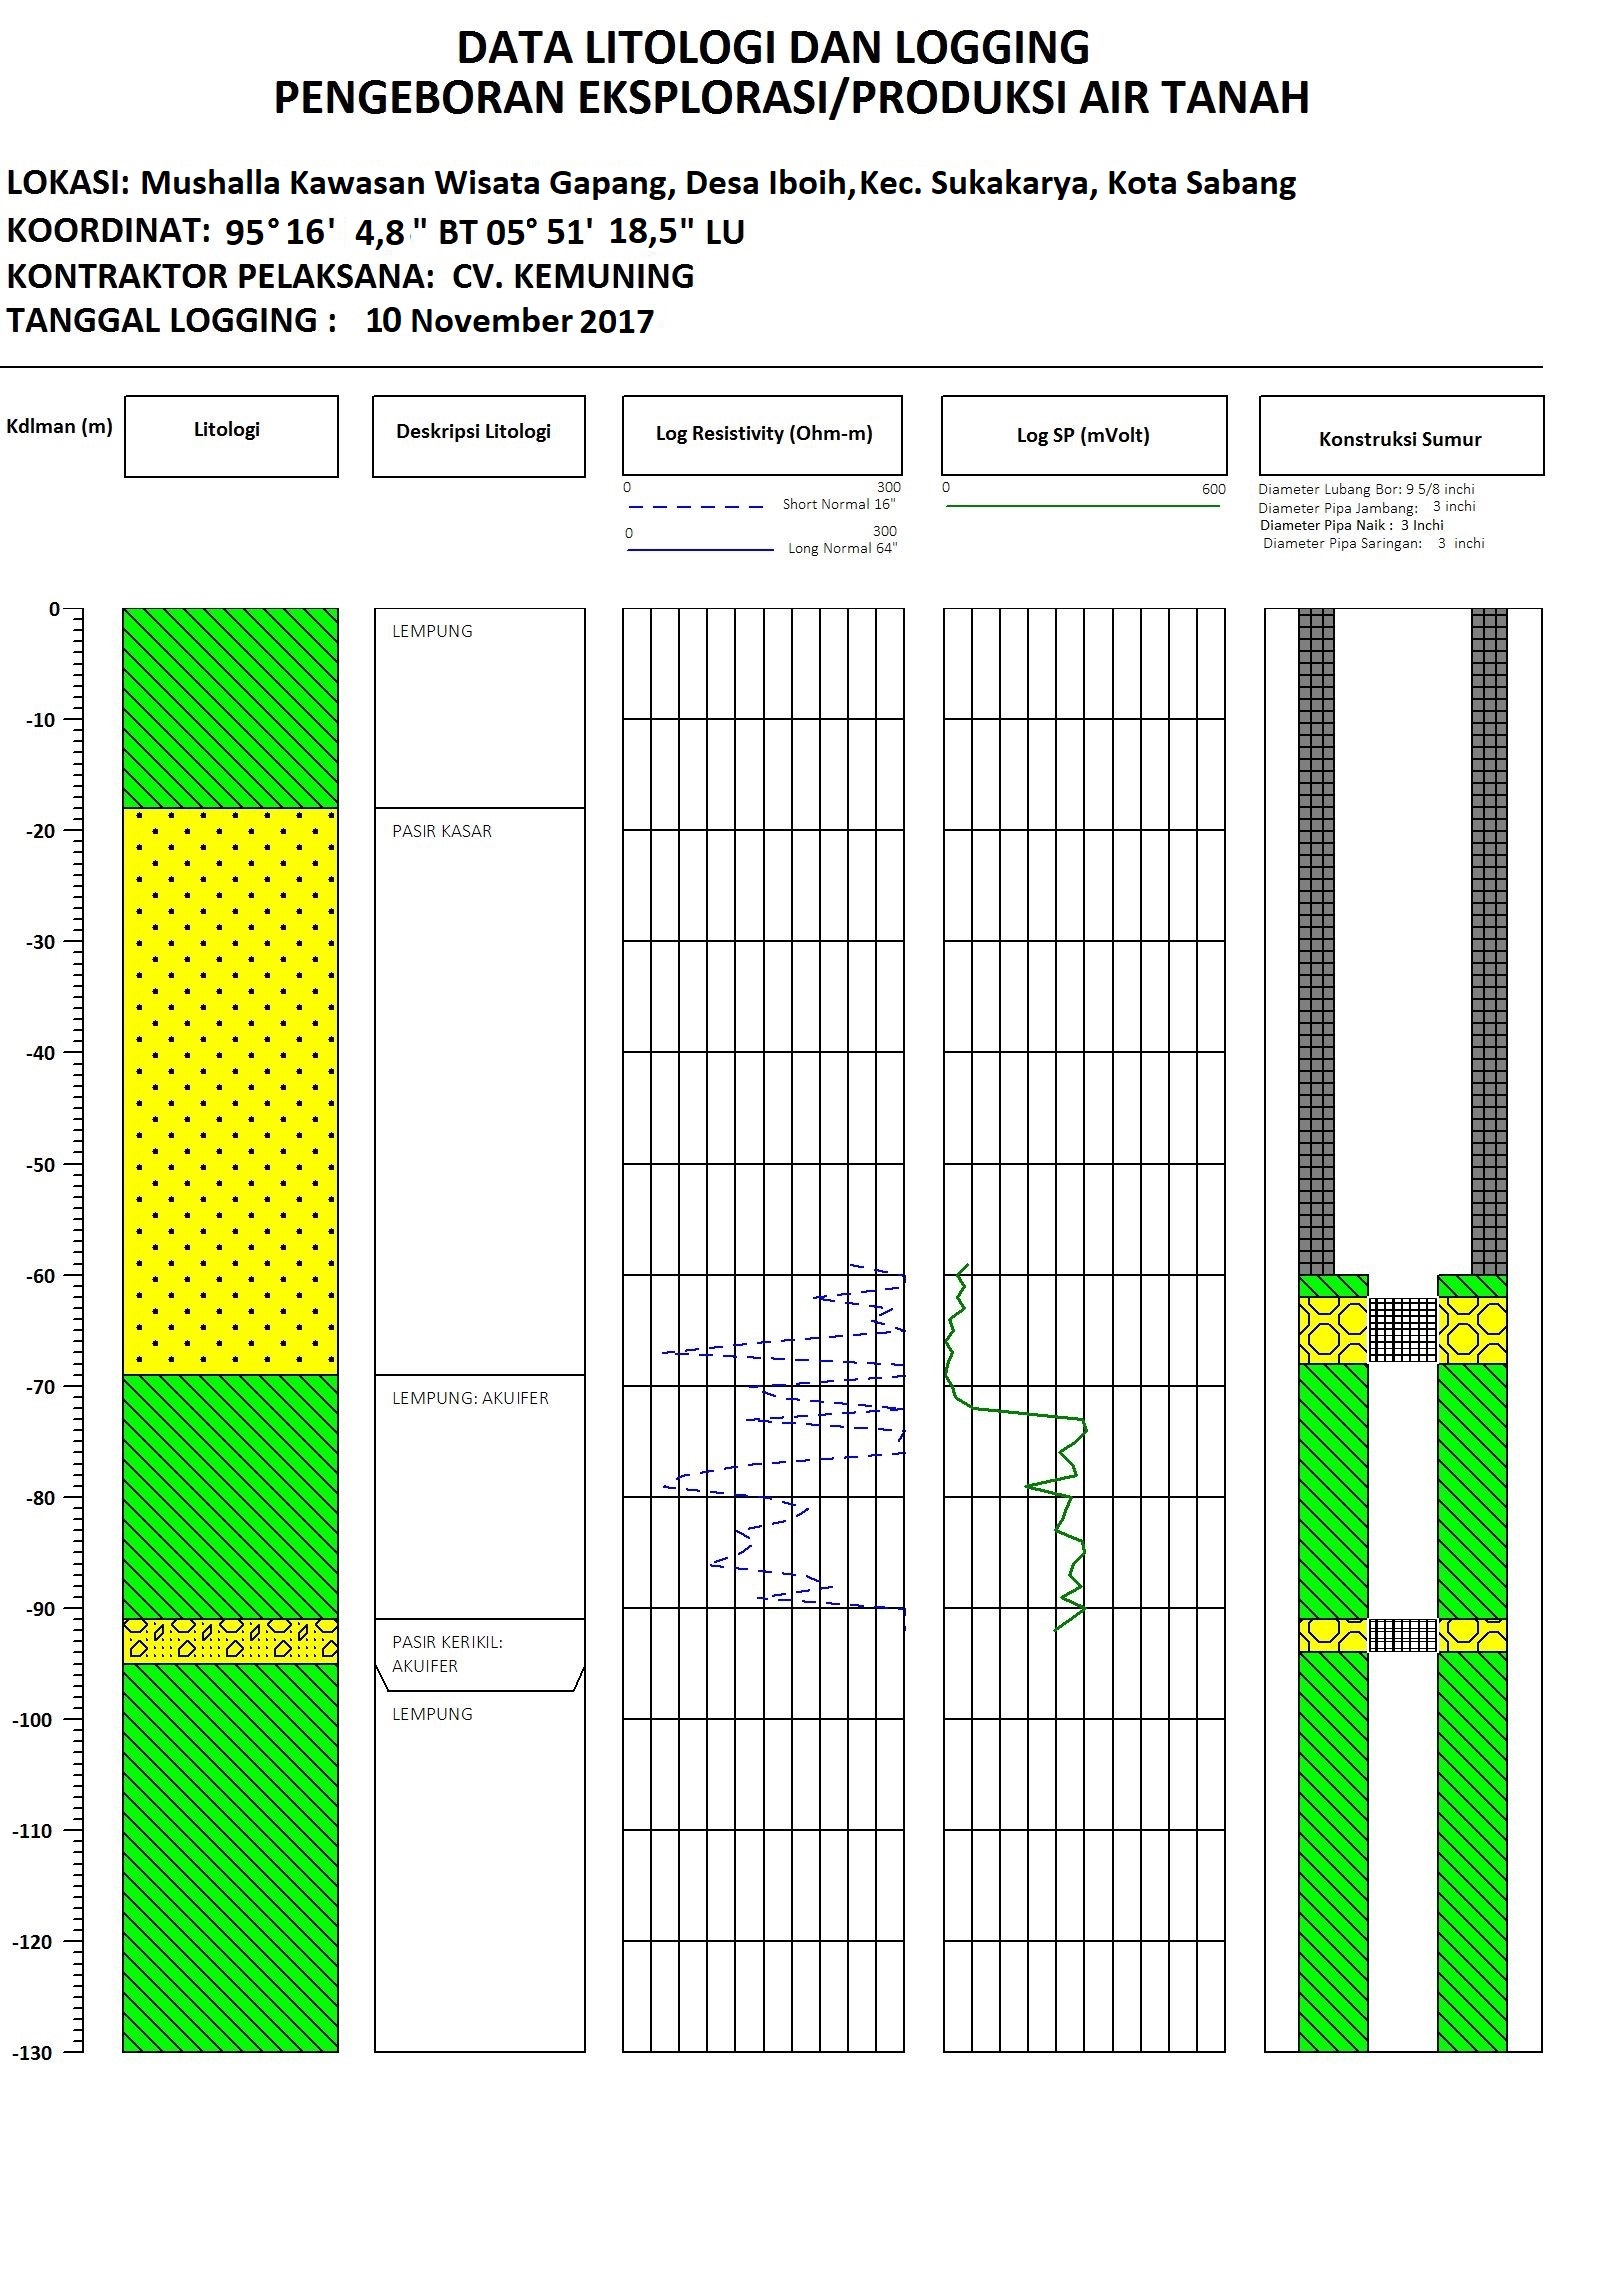 DATA LITOLOGI DAN LOGGING
PENGEBORAN EKSPLORASI/PRODUKSI AIR TANAH
LOKASI: Mushalla Kawasan Wisata Gapang, Desa Iboih,Kec. Sukakarya, Kota Sabang
KOORDINAT: 95° 16' 4,8 " BT 05° 51' 18,5" LU
KONTRAKTOR PELAKSANA: CV. KEMUNING
TANGGAL LOGGING : 10 November 2017
Kdlman (m)
Litologi
Deskripsi Litologi
Log Resistivity (Ohm-m)
Log SP (mVolt)
Konstruksi Sumur
0 300
Short Normal 16"
0 300
Long Normal 64"
0 600
Diameter Lubang Bor: 9 5/8 inchi
Diameter Pipa Jambang: 3 inchi
Diameter Pipa Naik : 3 Inchi
Diameter Pipa Saringan: 3 inchi
0
-10
-20
-30
-40
-50
-60
-70
-80
-90
-100
-110
-120
-130
LEMPUNG
PASIR KASAR
LEMPUNG: AKUIFER
PASIR KERIKIL:
AKUIFER
LEMPUNG